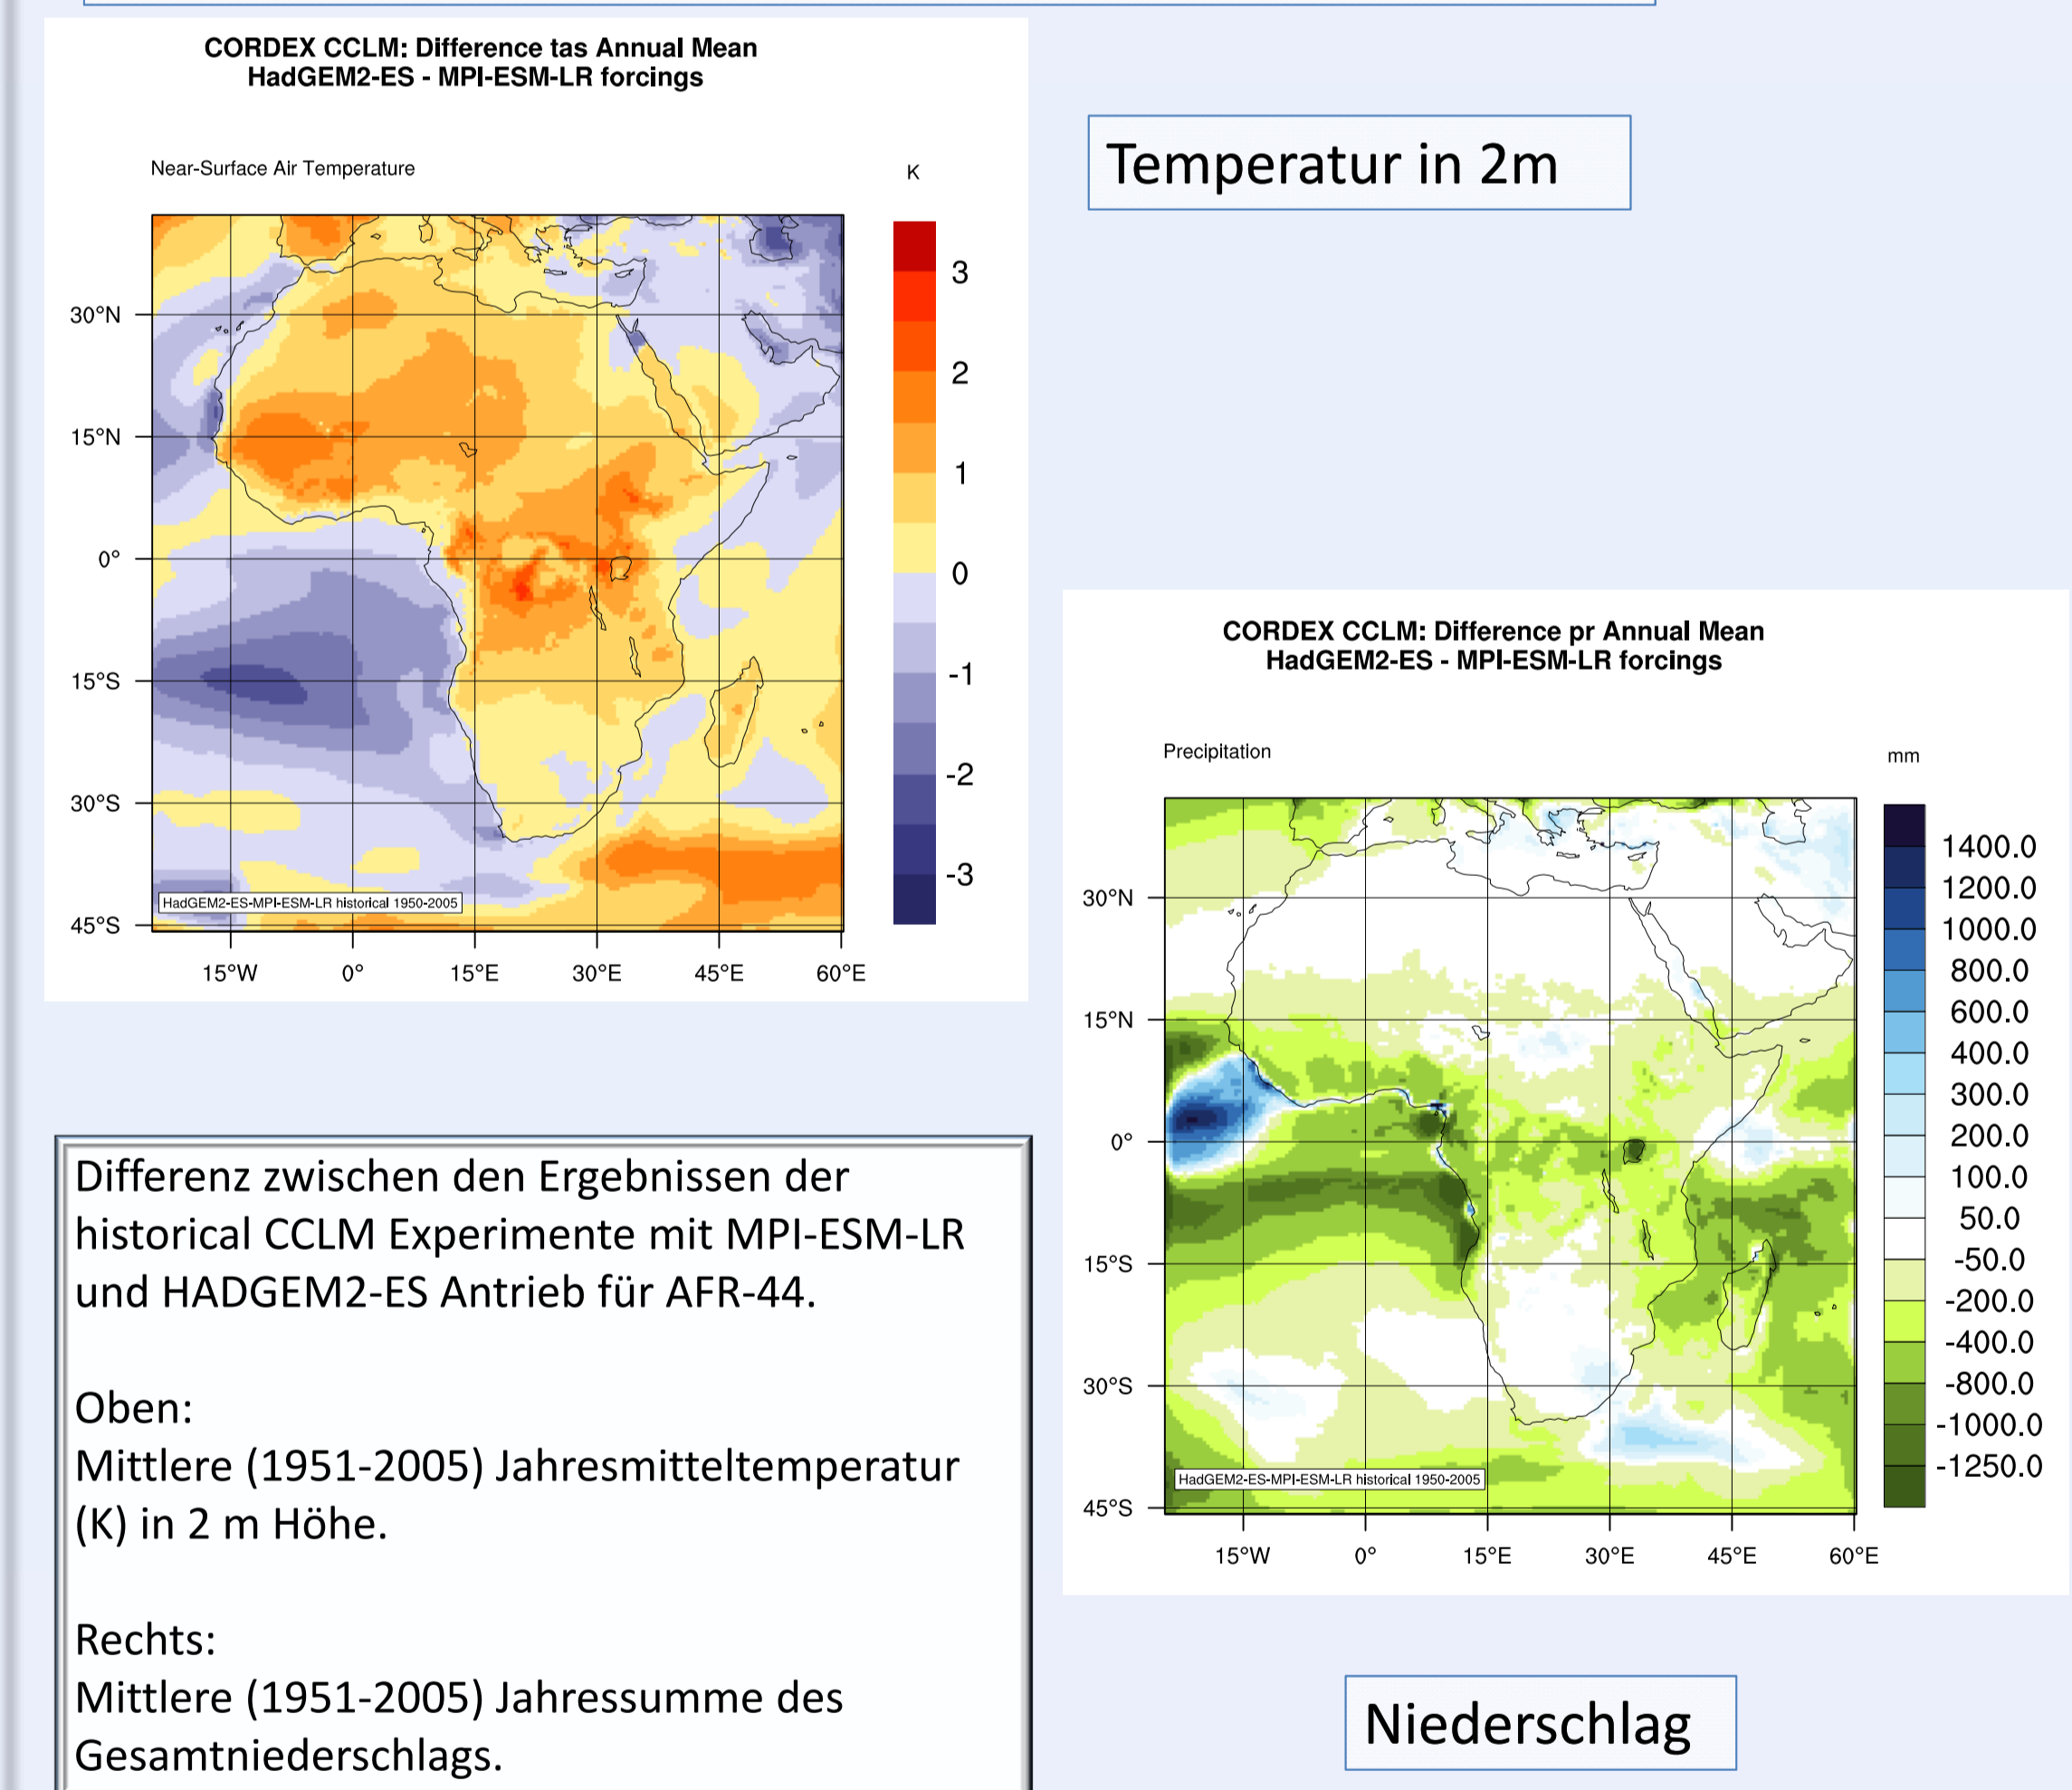 CORDEX CCLM: Difference tas Annual Mean
HadGEM2-ES - MPI-ESM-LR forcings
Near-Surface Air Temperature
K
30°N
15°N
0°
15°S
30°S
45°S
15°W
0°
15°E
30°E
45°E
60°E
3
2
1
0
-1
-2
-3
HadGEM2-ES-MPI-ESM-LR historical 1950-2005
Temperatur in 2m
CORDEX CCLM: Difference pr Annual Mean
HadGEM2-ES - MPI-ESM-LR forcings
Precipitation
mm
30°N
15°N
0°
15°S
30°S
45°S
15°W
0°
15°E
30°E
45°E
60°E
1400.0
1200.0
1000.0
800.0
600.0
400.0
300.0
200.0
100.0
50.0
-50.0
-200.0
-400.0
-800.0
-1000.0
-1250.0
HadGEM2-ES-MPI-ESM-LR historical 1950-2005
Differenz zwischen den Ergebnissen der
historical CCLM Experimente mit MPI-ESM-LR
und HADGEM2-ES Antrieb für AFR-44.
Oben:
Mittlere (1951-2005) Jahresmitteltemperatur
(K) in 2 m Höhe.
Rechts:
Mittlere (1951-2005) Jahressumme des
Gesamtniederschlags.
Niederschlag